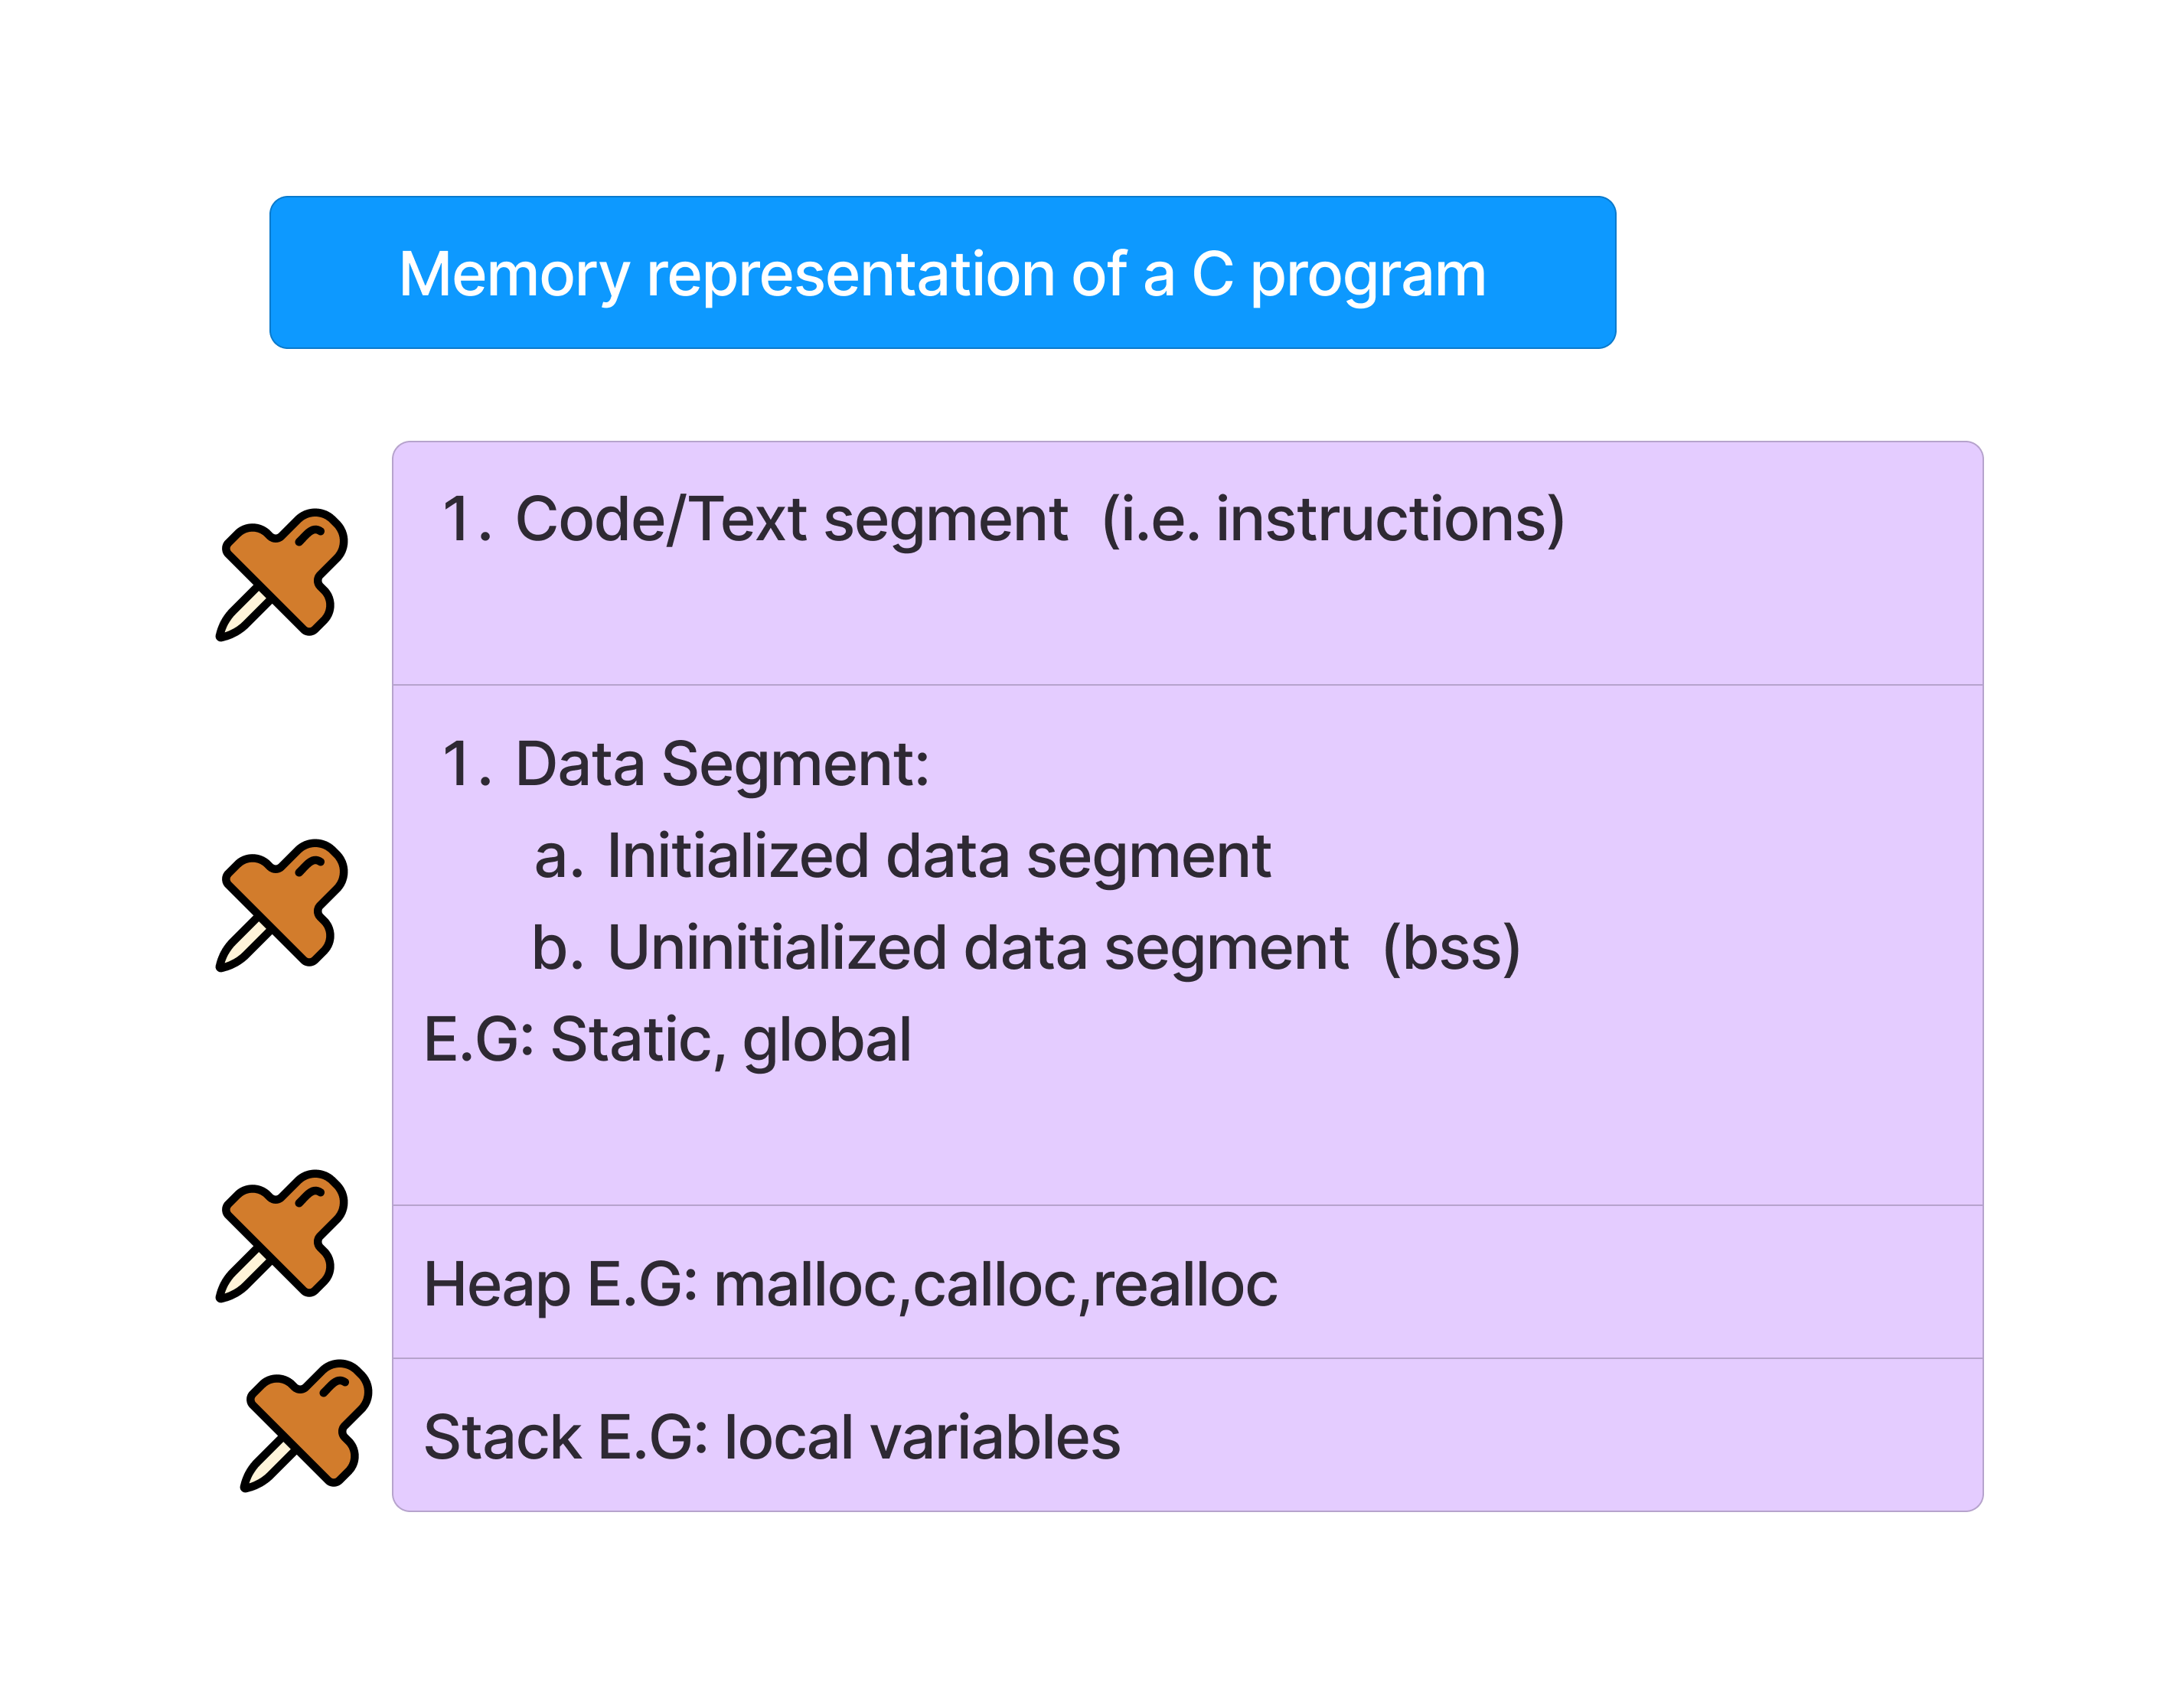 Memory representation of a C program
1. Code/Text segment (i.e. instructions)
1. Data Segment:
a. Initialized data segment
b. Uninitialized data segment (bss)
E.G: Static, global
Heap E.G: malloc,calloc,realloc
Stack E.G: local variables